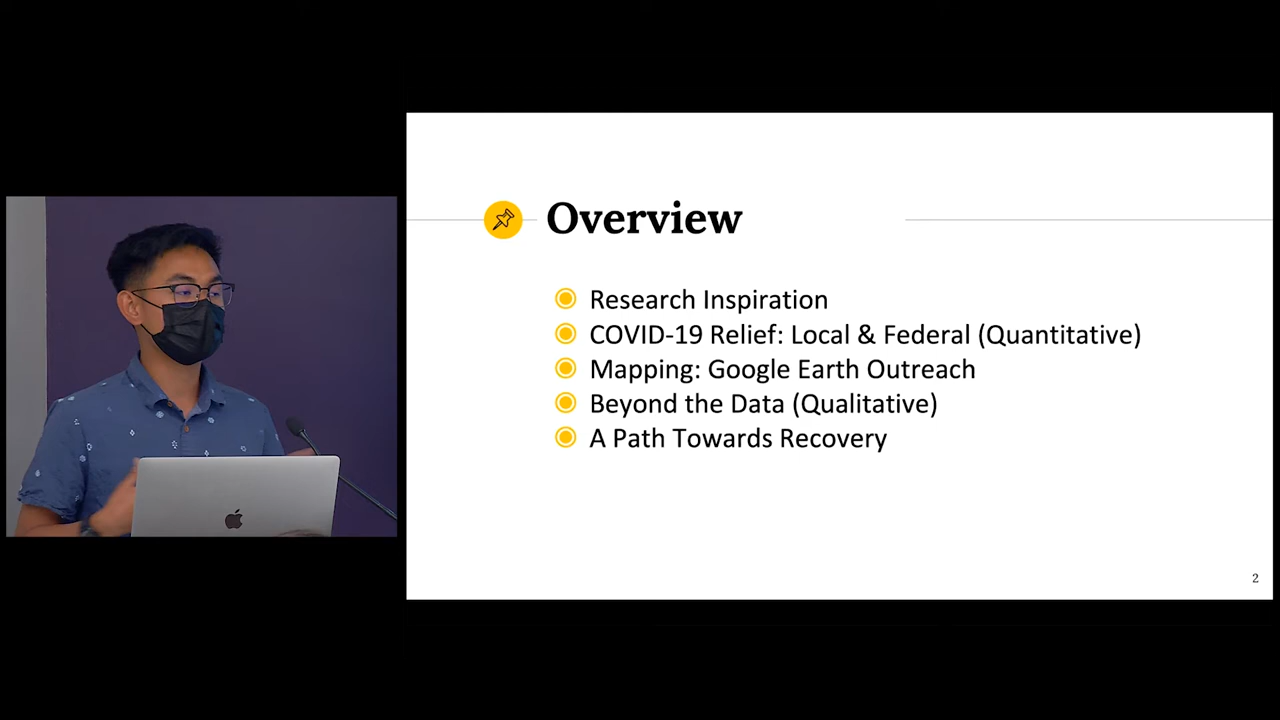 Overview
Research Inspiration
COVID-19 Relief: Local & Federal (Quantitative)
Mapping: Google Earth Outreach
Beyond the Data (Qualitative)
A Path Towards Recovery
2